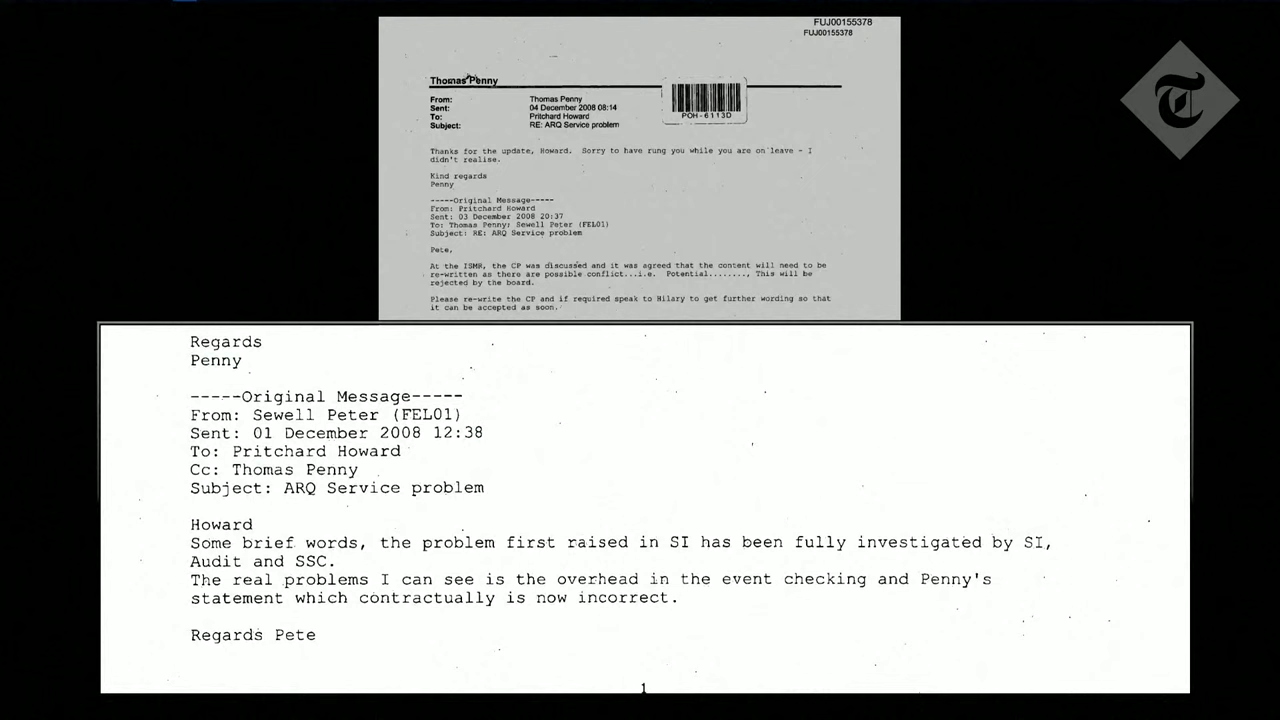 FUJ00155378
FUJ00155378
Thomas Penny
From: Thomas Penny
Sent: 04 December 2008 08:14
To: Pritchard Howard
Subject: RE: ARQ Service problem
POH-6113D
Thanks for the update, Howard. Sorry to have rung you while you are on leave - I
didn't realise.
Kind regards
Penny
-----Original Message-----
From: Pritchard Howard
Sent: 03 December 2008 20:37
To: Thomas Penny; Sewell Peter (FEL01)
Subject: RE: ARQ Service problem
Pete,
At the ISMR, the CP was discussed and it was agreed that the content will need to be
re-written as there are possible conflict...i.e. Potential........, This will be
rejected by the board.
Please re-write the CP and if required speak to Hilary to get further wording so that
it can be accepted as soon.
Regards
Penny
-----Original Message-----
From: Sewell Peter (FEL01)
Sent: 01 December 2008 12:38
To: Pritchard Howard
Cc: Thomas Penny
Subject: ARQ Service problem
Howard
Some brief words, the problem first raised in SI has been fully investigated by SI,
Audit and SSC.
The real problems I can see is the overhead in the event checking and Penny's
statement which contractually is now incorrect.
Regards Pete
1
T